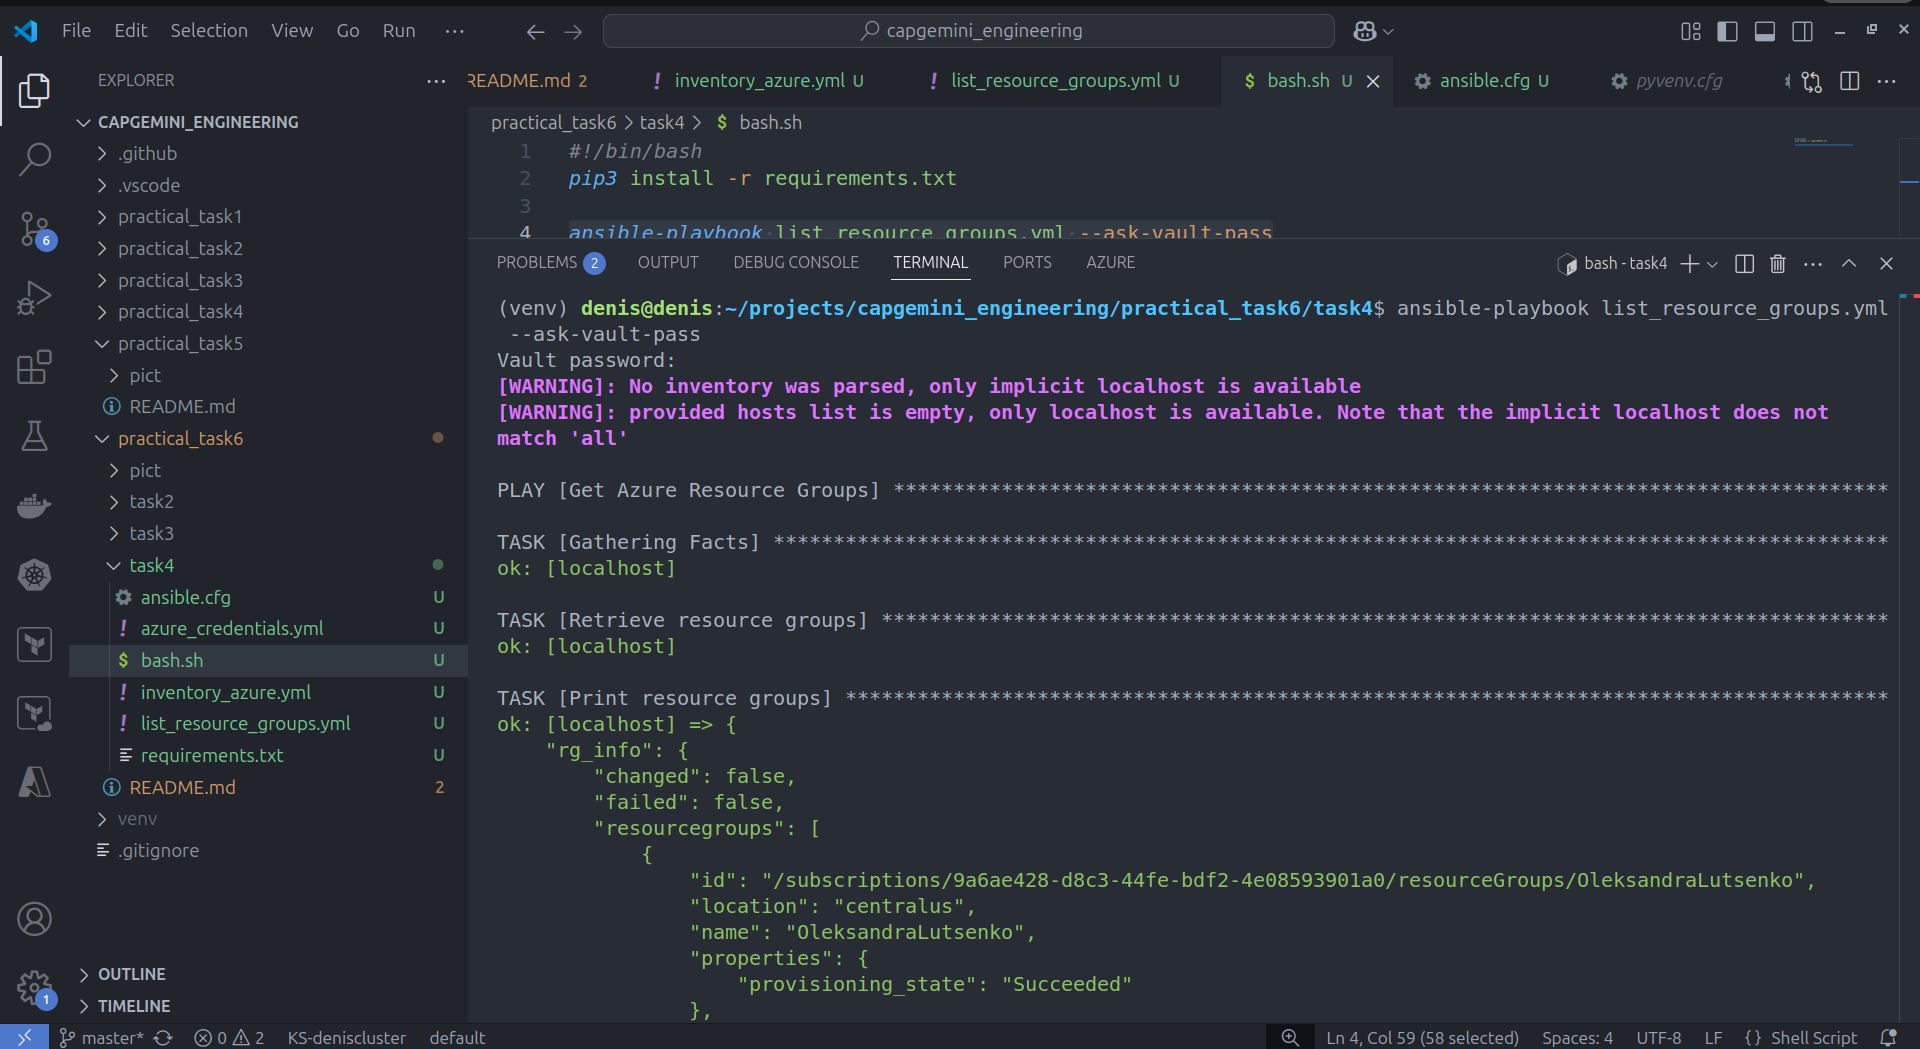 File Edit Selection View Go Run ··· capgemini_engineering
EXPLORER ···
README.md 2 ! inventory_azure.yml U ! list_resource_groups.yml U $ bash.sh U ansible.cfg U pyvenv.cfg ···
CAPGEMINI_ENGINEERING
.github
.vscode
practical_task1
practical_task2
practical_task3
practical_task4
practical_task5
pict
README.md
practical_task6
pict
task2
task3
task4
ansible.cfg U
! azure_credentials.yml U
$ bash.sh U
! inventory_azure.yml U
! list_resource_groups.yml U
requirements.txt U
README.md 2
venv
.gitignore
OUTLINE
TIMELINE
6
1
practical_task6 > task4 > $ bash.sh
1 #!/bin/bash
2 pip3 install -r requirements.txt
3
4 ansible-playbook list_resource_groups.yml --ask-vault-pass
PROBLEMS 2 OUTPUT DEBUG CONSOLE TERMINAL PORTS AZURE bash - task4 ···
(venv) denis@denis:~/projects/capgemini_engineering/practical_task6/task4$ ansible-playbook list_resource_groups.yml
--ask-vault-pass
Vault password:
[WARNING]: No inventory was parsed, only implicit localhost is available
[WARNING]: provided hosts list is empty, only localhost is available. Note that the implicit localhost does not
match 'all'
PLAY [Get Azure Resource Groups] ***********************************************************************************
TASK [Gathering Facts] *********************************************************************************************
ok: [localhost]
TASK [Retrieve resource groups] ************************************************************************************
ok: [localhost]
TASK [Print resource groups] ***************************************************************************************
ok: [localhost] => {
"rg_info": {
"changed": false,
"failed": false,
"resourcegroups": [
{
"id": "/subscriptions/9a6ae428-d8c3-44fe-bdf2-4e08593901a0/resourceGroups/OleksandraLutsenko",
"location": "centralus",
"name": "OleksandraLutsenko",
"properties": {
"provisioning_state": "Succeeded"
},
master* 0 2 KS-deniscluster default Ln 4, Col 59 (58 selected) Spaces: 4 UTF-8 LF {} Shell Script